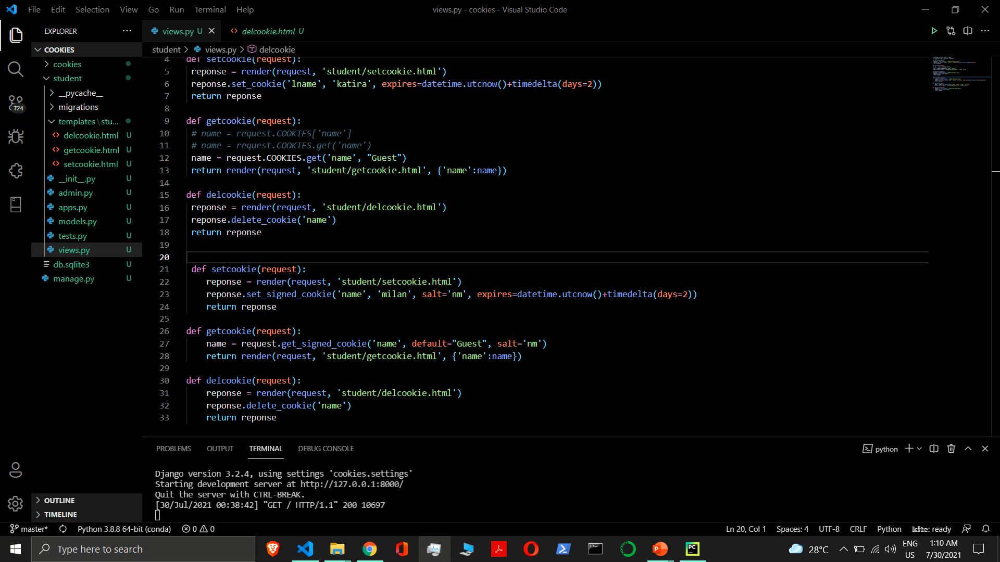 File Edit Selection View Go Run Terminal Help
views.py - cookies - Visual Studio Code
EXPLORER
COOKIES
cookies
student
__pycache__
migrations
templates\stu...
delcookie.html U
getcookie.html U
setcookie.html U
__init__.py U
admin.py U
apps.py U
models.py U
tests.py U
views.py U
db.sqlite3 U
manage.py U
OUTLINE
TIMELINE
724
views.py U
delcookie.html U
student > views.py > delcookie
4 def setcookie(request):
5 reponse = render(request, 'student/setcookie.html')
6 reponse.set_cookie('lname', 'katira', expires=datetime.utcnow()+timedelta(days=2))
7 return reponse
8
9 def getcookie(request):
10 # name = request.COOKIES['name']
11 # name = request.COOKIES.get('name')
12 name = request.COOKIES.get('name', "Guest")
13 return render(request, 'student/getcookie.html', {'name':name})
14
15 def delcookie(request):
16 reponse = render(request, 'student/delcookie.html')
17 reponse.delete_cookie('name')
18 return reponse
19
20
21 def setcookie(request):
22 reponse = render(request, 'student/setcookie.html')
23 reponse.set_signed_cookie('name', 'milan', salt='nm', expires=datetime.utcnow()+timedelta(days=2))
24 return reponse
25
26 def getcookie(request):
27 name = request.get_signed_cookie('name', default="Guest", salt='nm')
28 return render(request, 'student/getcookie.html', {'name':name})
29
30 def delcookie(request):
31 reponse = render(request, 'student/delcookie.html')
32 reponse.delete_cookie('name')
33 return reponse
PROBLEMS OUTPUT TERMINAL DEBUG CONSOLE
python
Django version 3.2.4, using settings 'cookies.settings'
Starting development server at http://127.0.0.1:8000/
Quit the server with CTRL-BREAK.
[30/Jul/2021 00:38:42] "GET / HTTP/1.1" 200 10697
master* Python 3.8.8 64-bit (conda) 0 0
Ln 20, Col 1 Spaces: 4 UTF-8 CRLF Python kite: ready
Type here to search
28°C
ENG
US
1:10 AM
7/30/2021